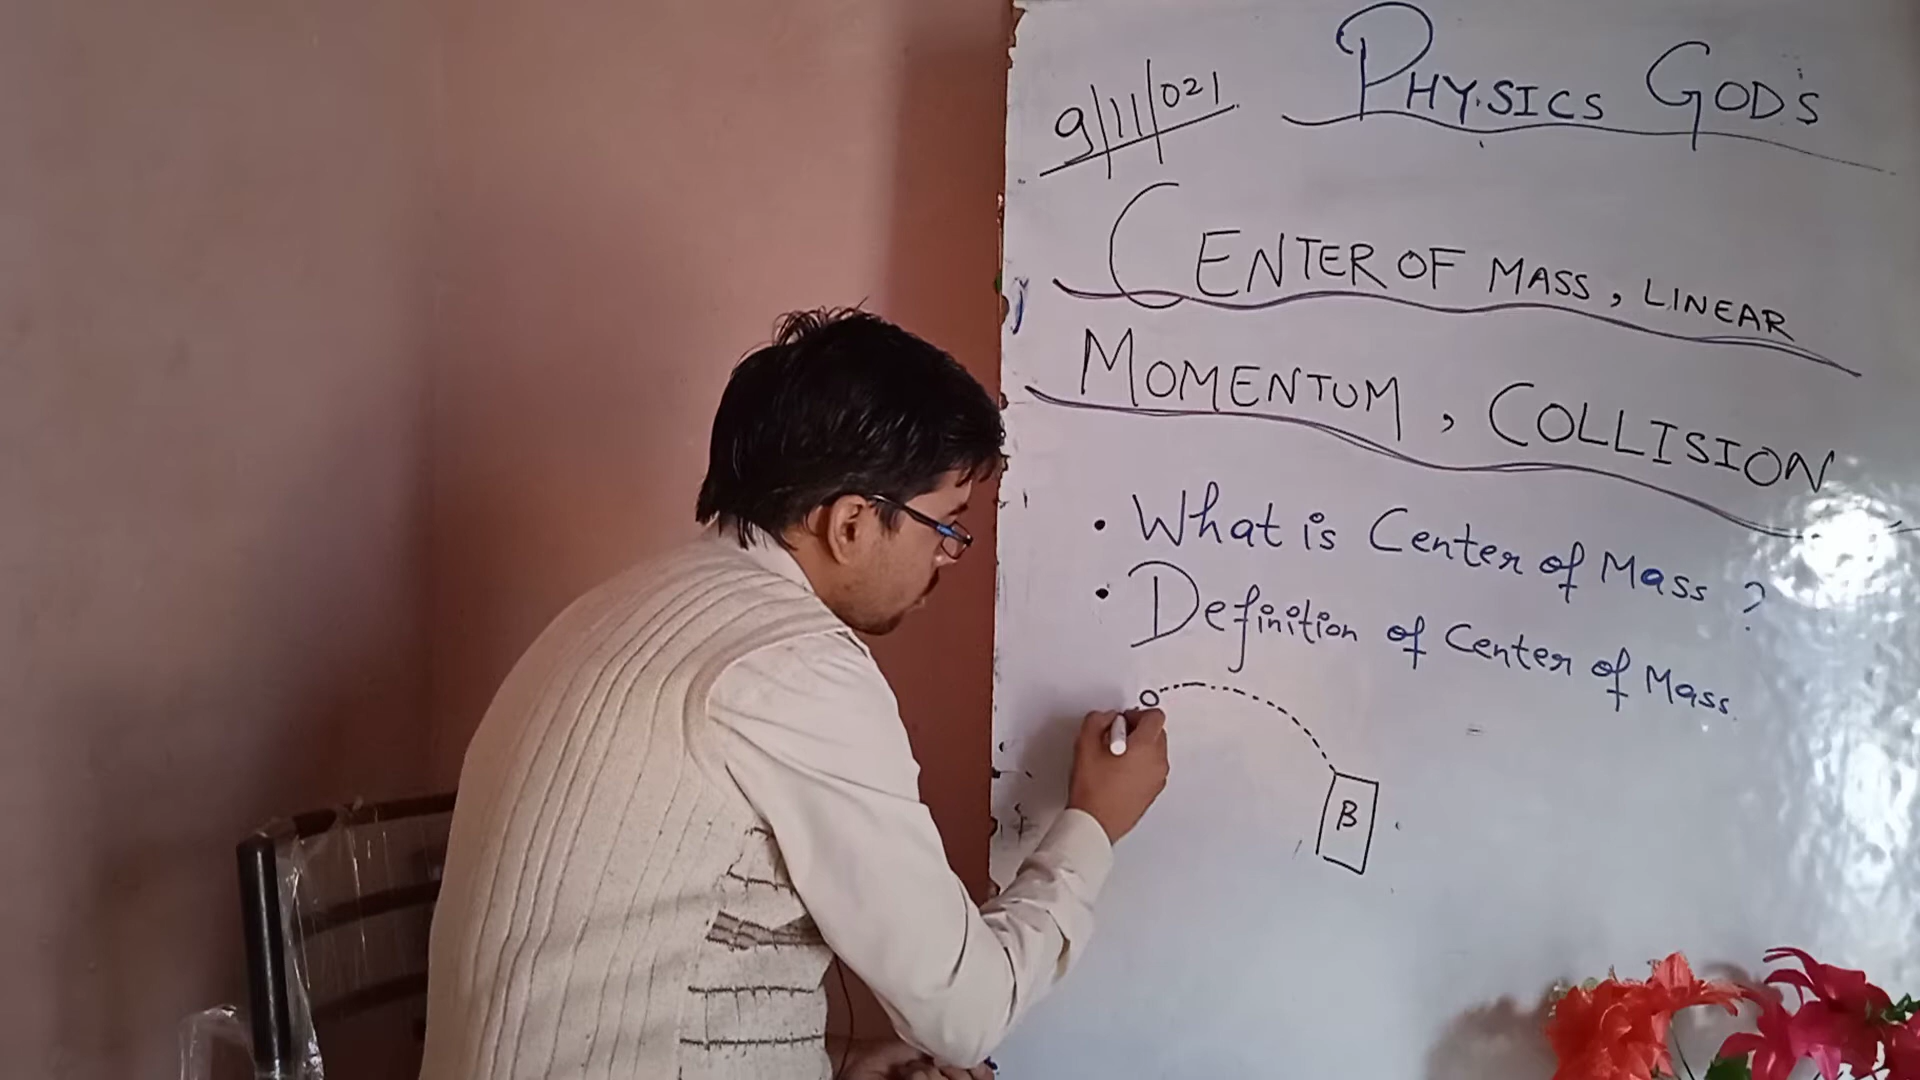 9/11/021
PHYSICS GOD'S
CENTER OF MASS, LINEAR
MOMENTUM, COLLISION
• What is Center of Mass ?
• Definition of Center of Mass.
B